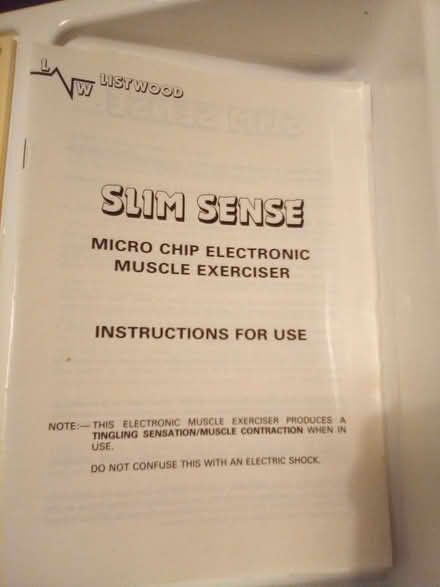 L W LISTWOOD
SLIM SENSE
MICRO CHIP ELECTRONIC
MUSCLE EXERCISER
INSTRUCTIONS FOR USE
NOTE:— THIS ELECTRONIC MUSCLE EXERCISER PRODUCES A
TINGLING SENSATION/MUSCLE CONTRACTION WHEN IN
USE.
DO NOT CONFUSE THIS WITH AN ELECTRIC SHOCK.